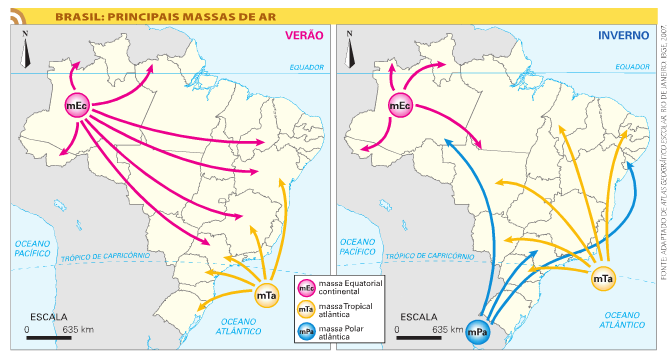 BRASIL: PRINCIPAIS MASSAS DE AR
VERÃO
N
EQUADOR
mEc
OCEANO
PACÍFICO
TRÓPICO DE CAPRICÓRNIO
mTa
ESCALA
0 635 km
OCEANO
ATLÂNTICO
mEc massa Equatorial
continental
mTa massa Tropical
atlântica
mPa massa Polar
atlântica
INVERNO
N
EQUADOR
mEc
OCEANO
PACÍFICO
TRÓPICO DE CAPRICÓRNIO
mTa
mPa
ESCALA
0 635 km
OCEANO
ATLÂNTICO
FONTE: ADAPTADO DE ATLAS GEOGRÁFICO ESCOLAR. RIO DE JANEIRO: IBGE, 2007.